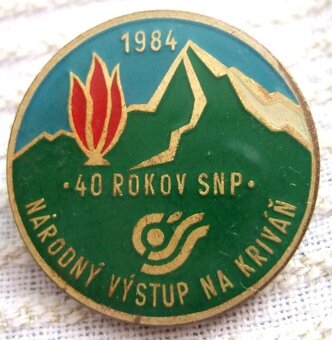 1984
· 40 ROKOV SNP ·
NÁRODNÝ VÝSTUP NA KRIVÁŇ